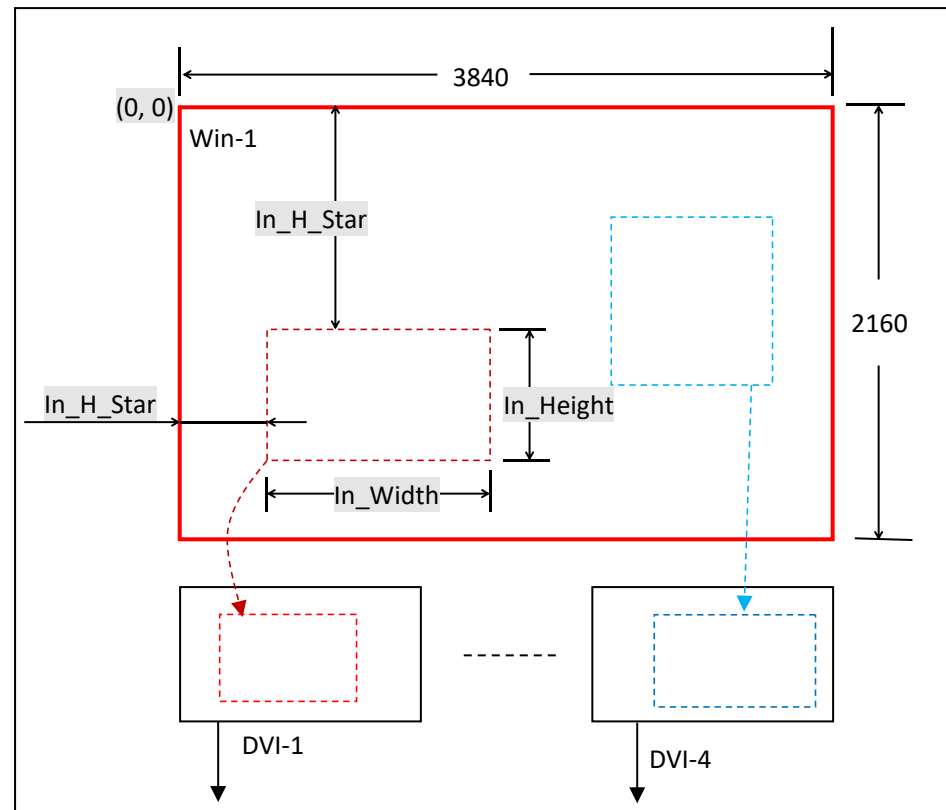 3840
(0, 0)
Win-1
In_H_Star
2160
In_H_Star
In_Height
In_Width
DVI-1
DVI-4